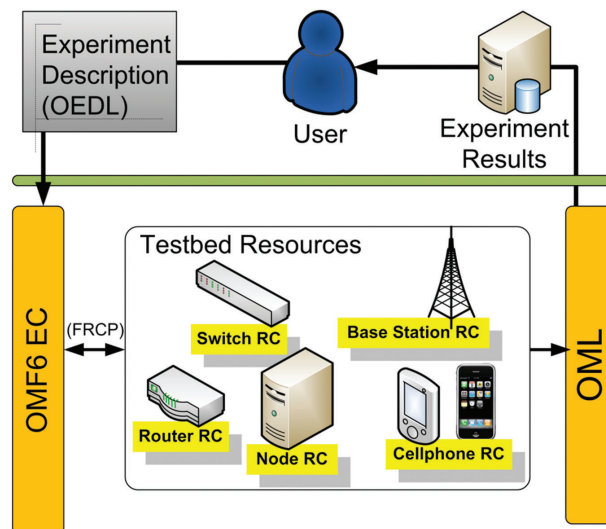 Experiment
Description
(OEDL)
User
Experiment
Results
OMF6 EC
(FRCP)
Testbed Resources
Switch RC
Base Station RC
Router RC
Node RC
Cellphone RC
OML